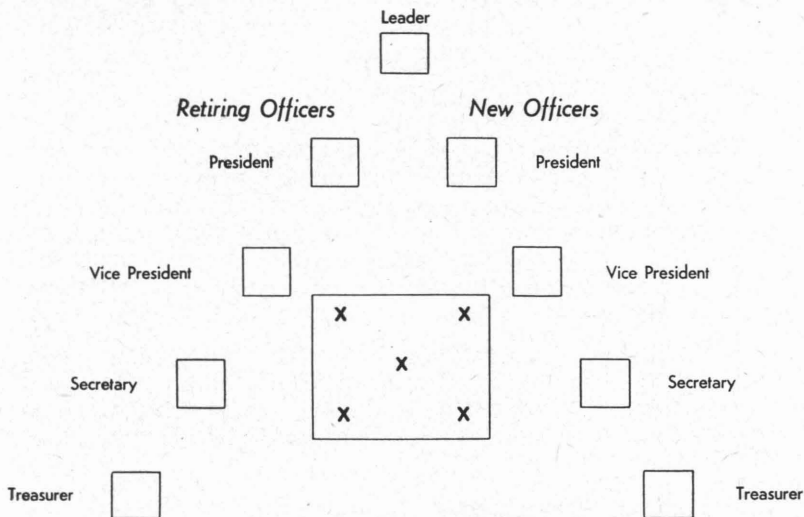 Leader
Retiring Officers New Officers
President President
Vice President Vice President
X X
X
Secretary Secretary
X X
Treasurer Treasurer